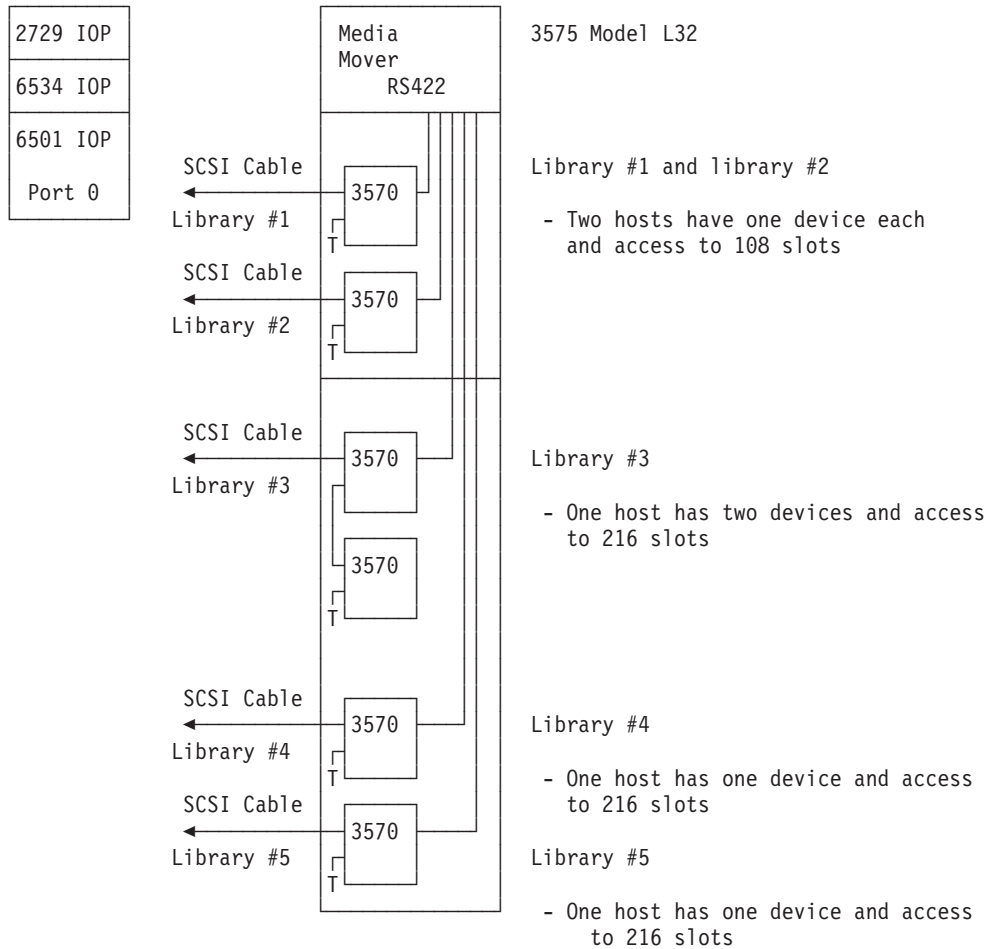 2729 IOP
6534 IOP
6501 IOP
Port 0
Media
Mover
RS422
3575 Model L32
SCSI Cable
3570
Library #1
T
Library #1 and library #2
- Two hosts have one device each
and access to 108 slots
SCSI Cable
3570
Library #2
T
SCSI Cable
3570
Library #3
Library #3
- One host has two devices and access
to 216 slots
3570
T
SCSI Cable
3570
Library #4
T
Library #4
- One host has one device and access
to 216 slots
SCSI Cable
3570
Library #5
T
Library #5
- One host has one device and access
to 216 slots